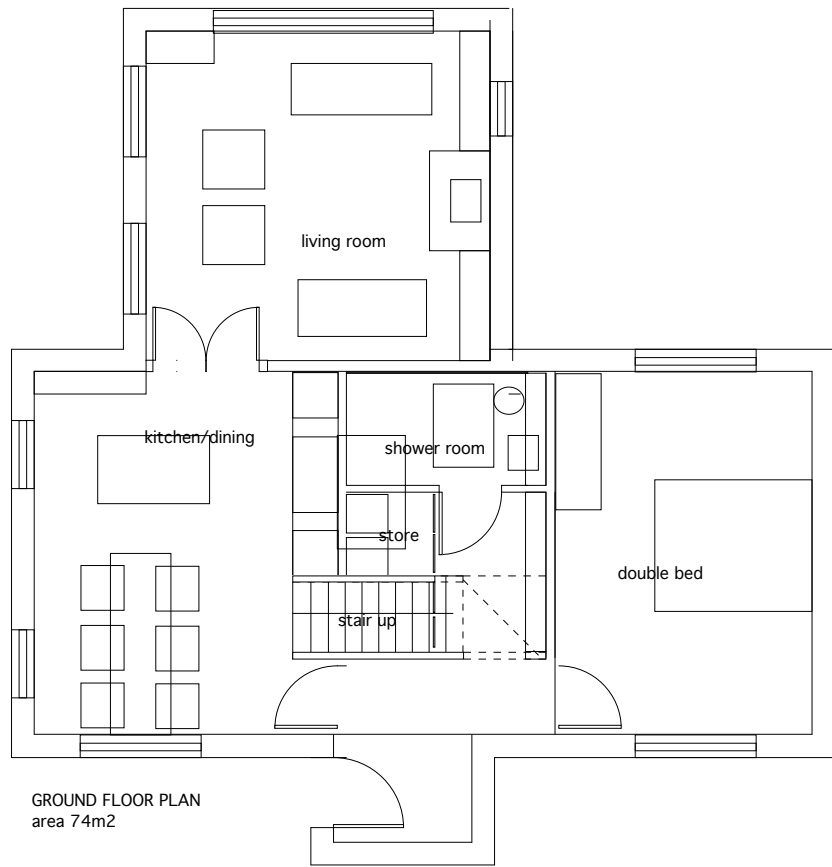 living room
kitchen/dining
shower room
store
double bed
stair up
GROUND FLOOR PLAN
area 74m2